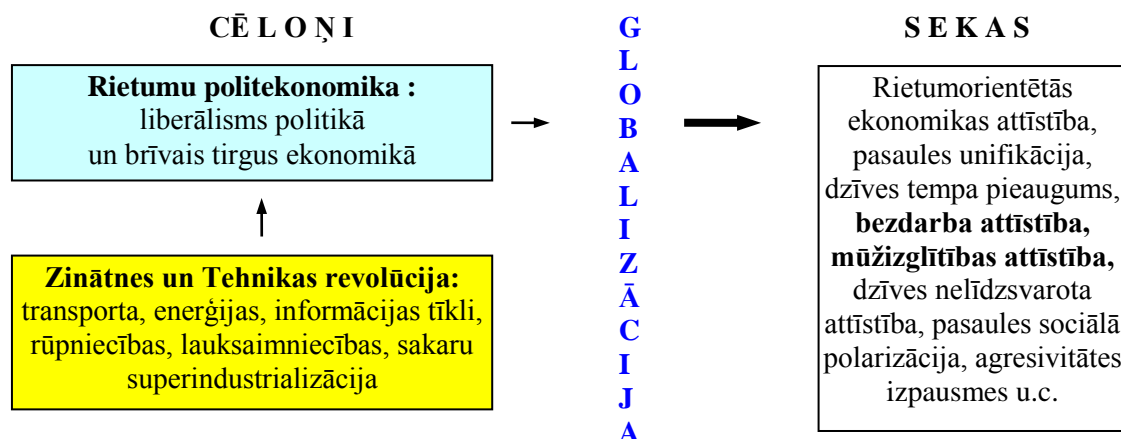 CĒ L O Ņ I
Rietumu politekonomika :
liberālisms politikā
un brīvais tirgus ekonomikā
Zinātnes un Tehnikas revolūcija:
transporta, enerģijas, informācijas tīkli,
rūpniecības, lauksaimniecības, sakaru
superindustrializācija
G
L
O
B
A
L
I
Z
Ā
C
I
J
A
S E K A S
Rietumorientētās
ekonomikas attīstība,
pasaules unifikācija,
dzīves tempa pieaugums,
bezdarba attīstība,
mūžizglītības attīstība,
dzīves nelīdzsvarota
attīstība, pasaules sociālā
polarizācija, agresivitātes
izpausmes u.c.